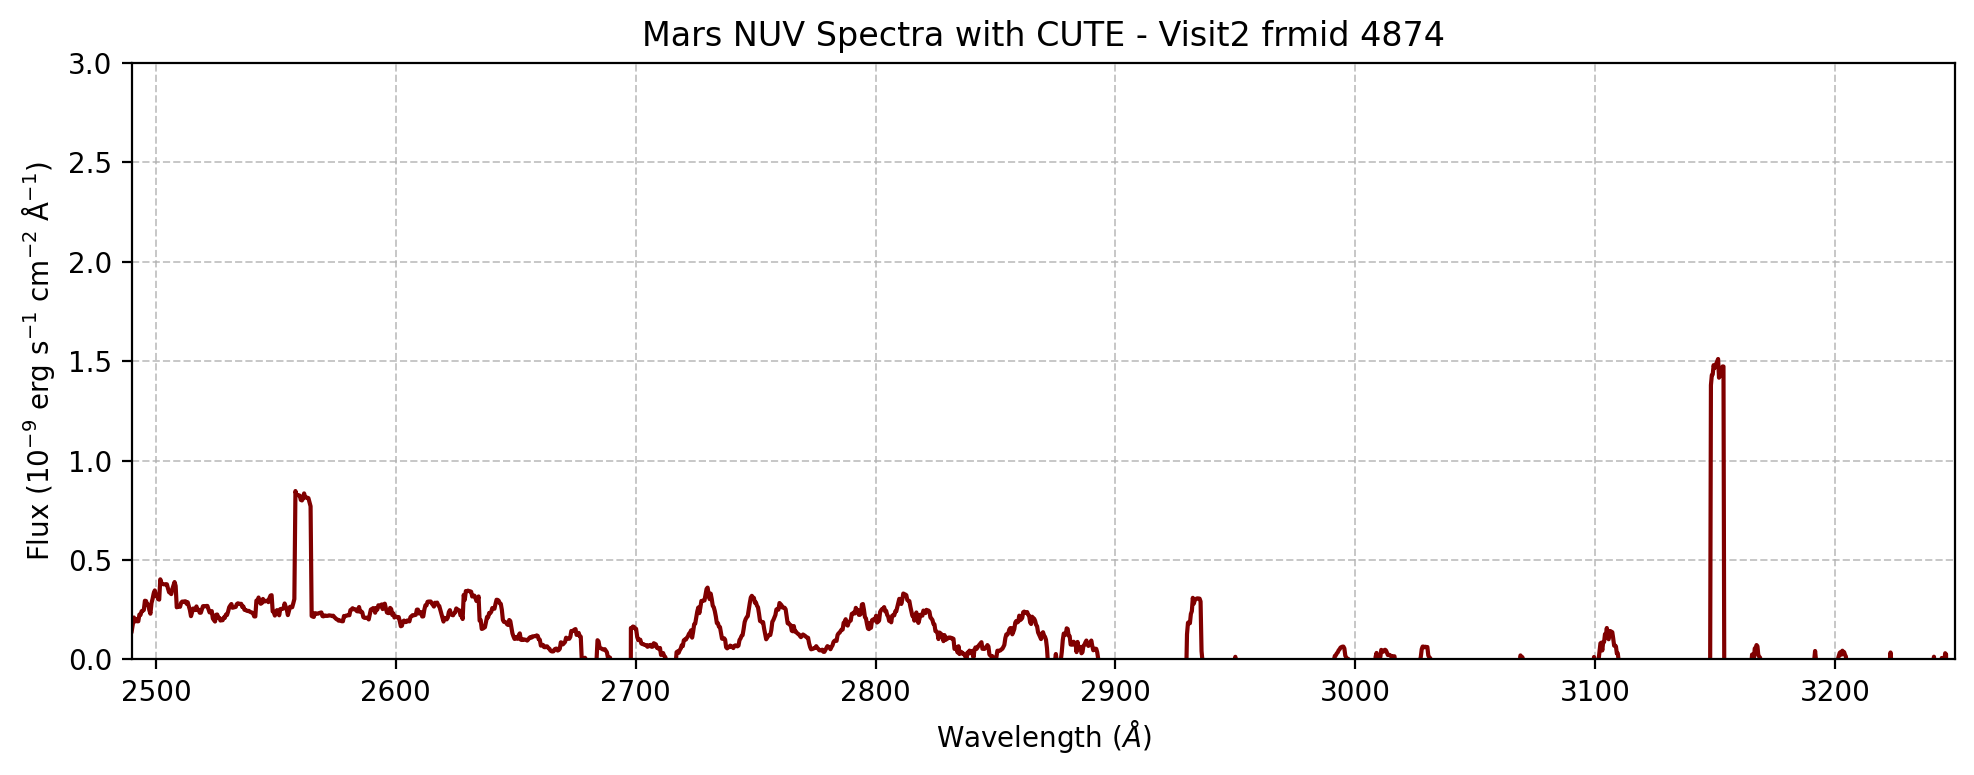 Mars NUV Spectra with CUTE - Visit2 frmid 4874
3.0
2.5
2.0
1.5
1.0
0.5
0.0
Flux (10⁻⁹ erg s⁻¹ cm⁻² Å⁻¹)
2500 2600 2700 2800 2900 3000 3100 3200
Wavelength (Å)